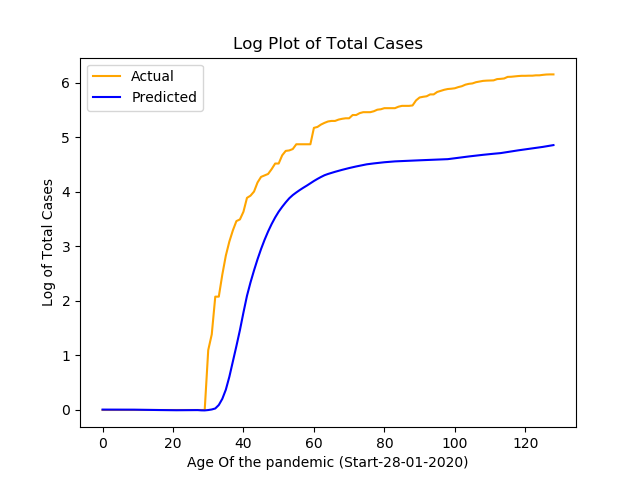 Log Plot of Total Cases
Actual
Predicted
Log of Total Cases
6
5
4
3
2
1
0
0 20 40 60 80 100 120
Age Of the pandemic (Start-28-01-2020)